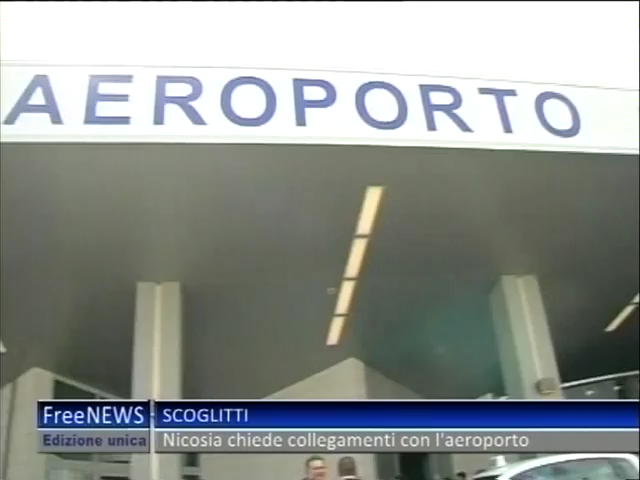 AEROPORTO
FreeNEWS
SCOGLITTI
Edizione unica
Nicosia chiede collegamenti con l'aeroporto